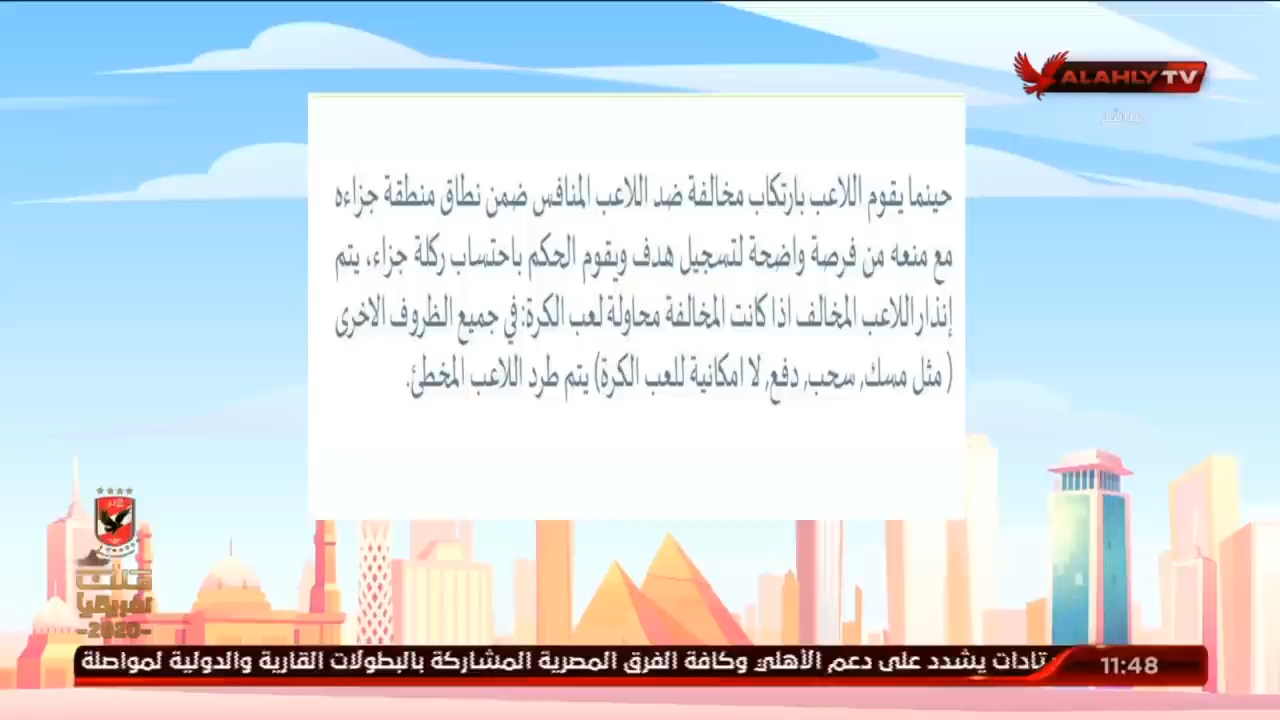 ALAHLY TV
مباشر
حينما يقوم اللاعب بارتكاب مخالفة ضد اللاعب المنافس ضمن نطاق منطقة جزاءه
مع منعه من فرصة واضحة لتسجيل هدف ويقوم الحكم باحتساب ركلة جزاء، يتم
إنذار اللاعب المخالف اذا كانت المخالفة محاولة لعب الكرة: في جميع الظروف الاخرى
( مثل مسك, سحب, دفع, لا امكانية للعب الكرة) يتم طرد اللاعب المخطئ.
ملك
افريقيا
-2020-
تادات يشدد على دعم الأهلي وكافة الفرق المصرية المشاركة بالبطولات القارية والدولية لمواصلة
11:48